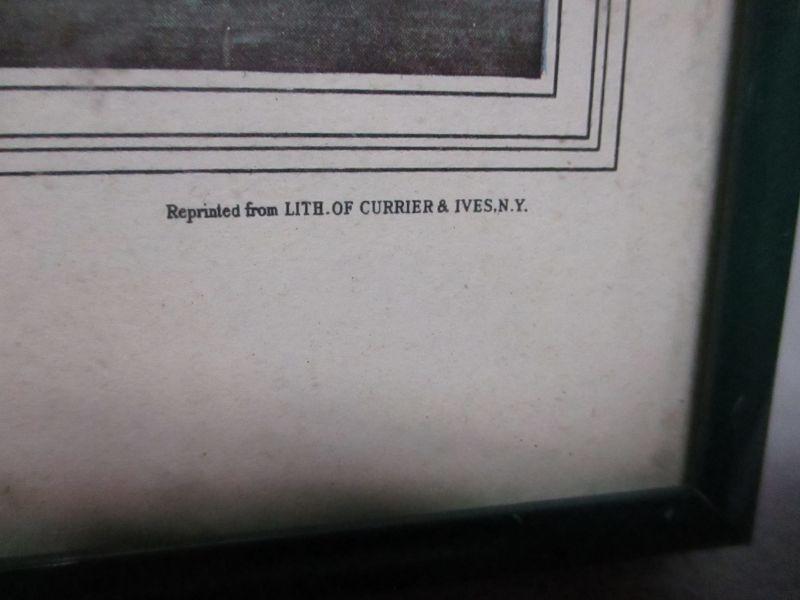 Reprinted from LITH. OF CURRIER & IVES, N.Y.